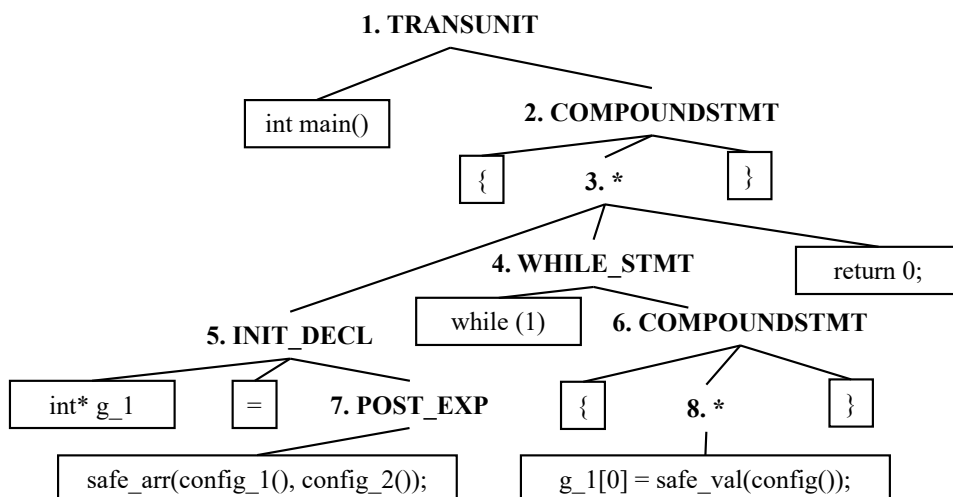 1. TRANSUNIT
int main()
2. COMPOUNDSTMT
{
3. *
}
4. WHILE_STMT
return 0;
while (1)
6. COMPOUNDSTMT
5. INIT_DECL
int* g_1
=
7. POST_EXP
{
8. *
}
safe_arr(config_1(), config_2());
g_1[0] = safe_val(config());